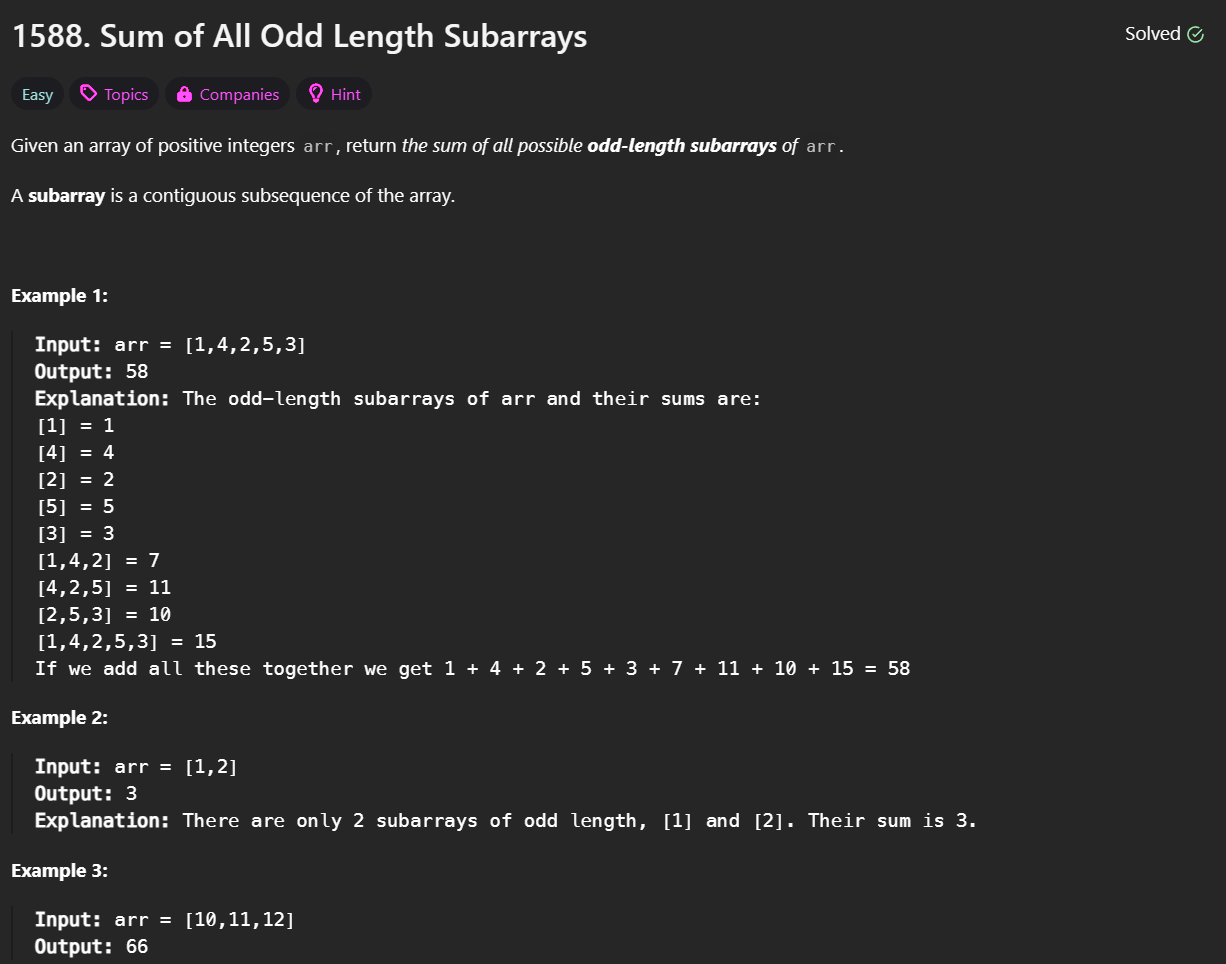 1588. Sum of All Odd Length Subarrays
Solved
Easy Topics Companies Hint
Given an array of positive integers arr, return the sum of all possible odd-length subarrays of arr.
A subarray is a contiguous subsequence of the array.
Example 1:
Input: arr = [1,4,2,5,3]
Output: 58
Explanation: The odd-length subarrays of arr and their sums are:
[1] = 1
[4] = 4
[2] = 2
[5] = 5
[3] = 3
[1,4,2] = 7
[4,2,5] = 11
[2,5,3] = 10
[1,4,2,5,3] = 15
If we add all these together we get 1 + 4 + 2 + 5 + 3 + 7 + 11 + 10 + 15 = 58
Example 2:
Input: arr = [1,2]
Output: 3
Explanation: There are only 2 subarrays of odd length, [1] and [2]. Their sum is 3.
Example 3:
Input: arr = [10,11,12]
Output: 66